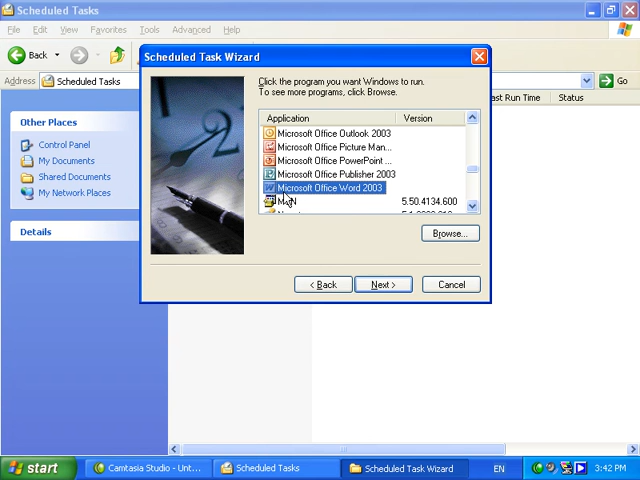 Scheduled Tasks
File Edit View Favorites Tools Advanced Help
Back
Address Scheduled Tasks Go
Scheduled Task Wizard
ast Run Time Status
Other Places
Control Panel
My Documents
Shared Documents
My Network Places
Details
Click the program you want Windows to run.
To see more programs, click Browse.
Application Version
Microsoft Office Outlook 2003
Microsoft Office Picture Man...
Microsoft Office PowerPoint ...
Microsoft Office Publisher 2003
Microsoft Office Word 2003
5.50.4134.600
Browse...
< Back Next > Cancel
start Camtasia Studio - Unt... Scheduled Tasks Scheduled Task Wizard EN 3:42 PM